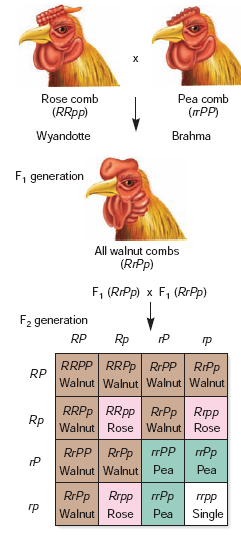 x
Rose comb Pea comb
(RRpp) (rrPP)
Wyandotte Brahma
F1 generation
All walnut combs
(RrPp)
F1 (RrPp) x F1 (RrPp)
F2 generation
RP Rp rP rp
RP RRPP RRPp RrPP RrPp
Walnut Walnut Walnut Walnut
Rp RRPp RRpp RrPp Rrpp
Walnut Rose Walnut Rose
rP RrPP RrPp rrPP rrPp
Walnut Walnut Pea Pea
rp RrPp Rrpp rrPp rrpp
Walnut Rose Pea Single